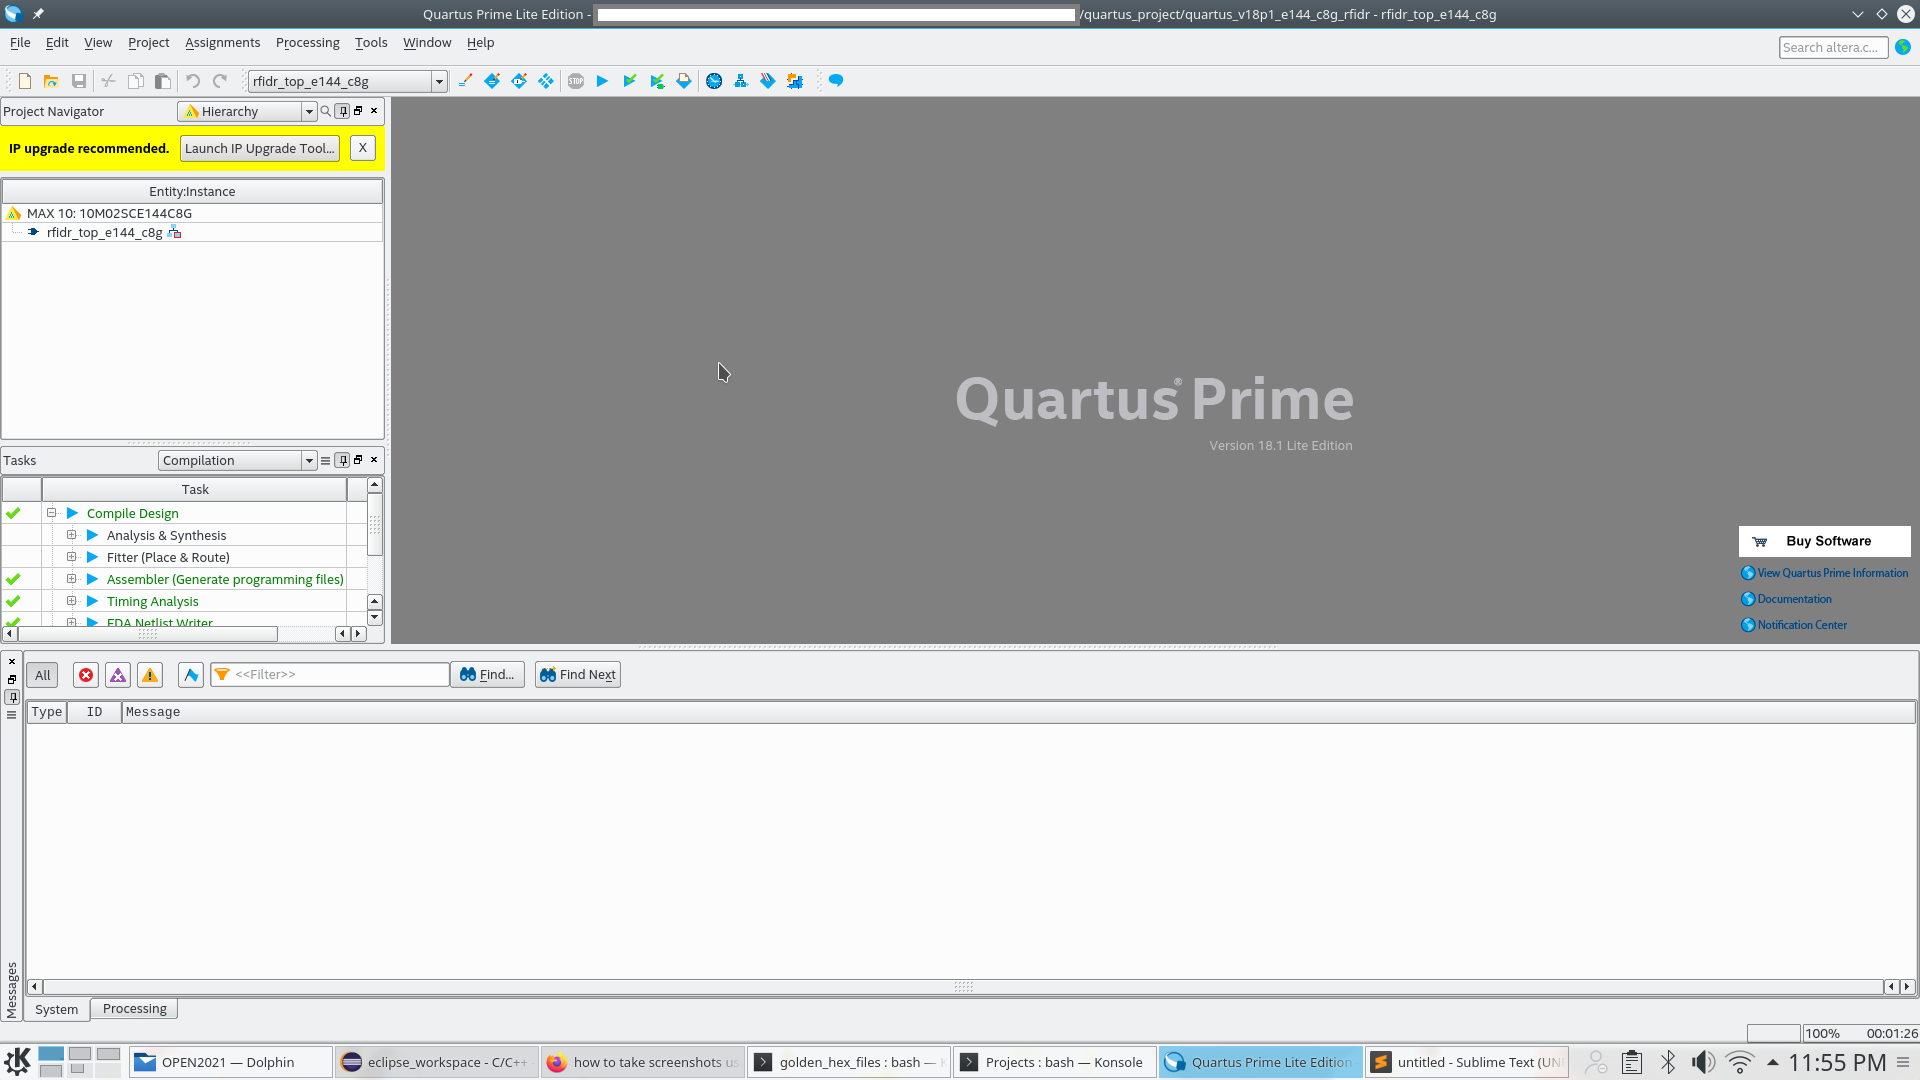 Quartus Prime Lite Edition - /quartus_project/quartus_v18p1_e144_c8g_rfidr - rfidr_top_e144_c8g
File Edit View Project Assignments Processing Tools Window Help
Search altera.c...
STOP
rfidr_top_e144_c8g
Project Navigator Hierarchy
IP upgrade recommended. Launch IP Upgrade Tool... X
Entity:Instance
MAX 10: 10M02SCE144C8G
rfidr_top_e144_c8g
Quartus® Prime
Version 18.1 Lite Edition
Tasks Compilation
Task
Compile Design
Analysis & Synthesis
Fitter (Place & Route)
Assembler (Generate programming files)
Timing Analysis
EDA Netlist Writer
Buy Software
View Quartus Prime Information
Documentation
Notification Center
All <<Filter>> Find... Find Next
Type ID Message
Messages
System Processing
100% 00:01:26
OPEN2021 — Dolphin
eclipse_workspace - C/C++
how to take screenshots us
golden_hex_files : bash —
Projects : bash — Konsole
Quartus Prime Lite Edition
untitled - Sublime Text (UN
11:55 PM